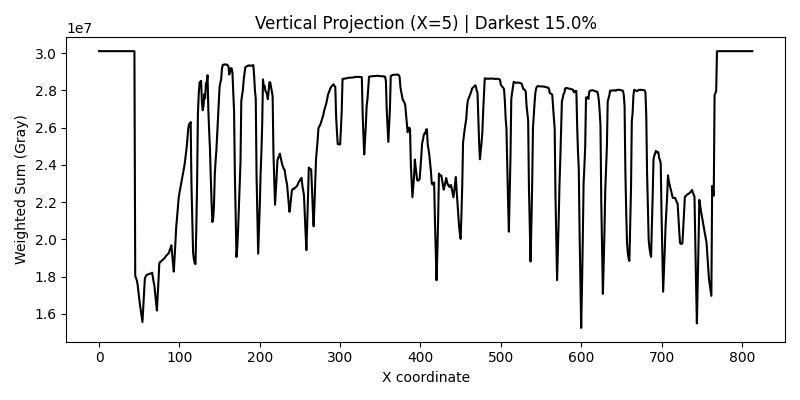 Vertical Projection (X=5) | Darkest 15.0%
1e7
3.0
2.8
2.6
2.4
2.2
2.0
1.8
1.6
Weighted Sum (Gray)
0 100 200 300 400 500 600 700 800
X coordinate